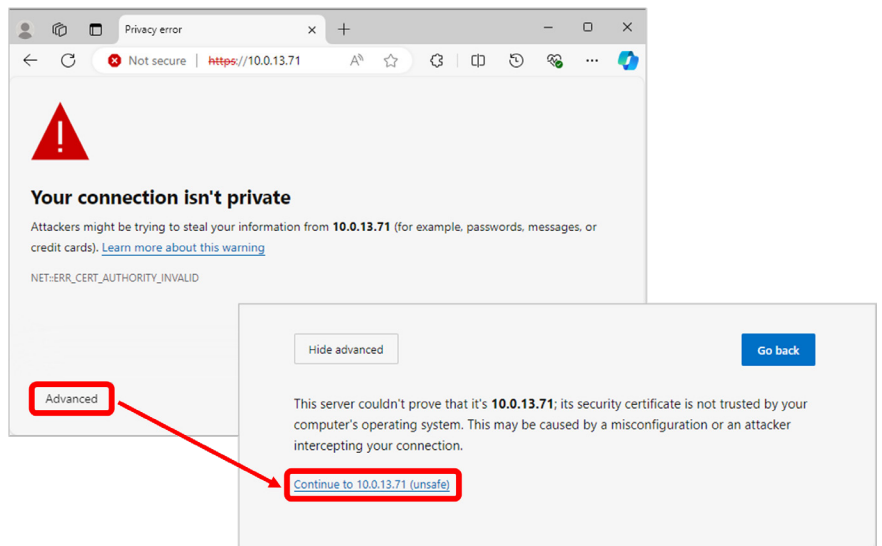 Privacy error
Not secure | https://10.0.13.71
Your connection isn't private
Attackers might be trying to steal your information from 10.0.13.71 (for example, passwords, messages, or
credit cards). Learn more about this warning
NET::ERR_CERT_AUTHORITY_INVALID
Advanced
Hide advanced
Go back
This server couldn't prove that it's 10.0.13.71; its security certificate is not trusted by your
computer's operating system. This may be caused by a misconfiguration or an attacker
intercepting your connection.
Continue to 10.0.13.71 (unsafe)